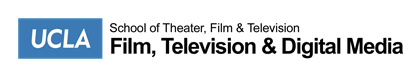 UCLA
School of Theater, Film & Television
Film, Television & Digital Media